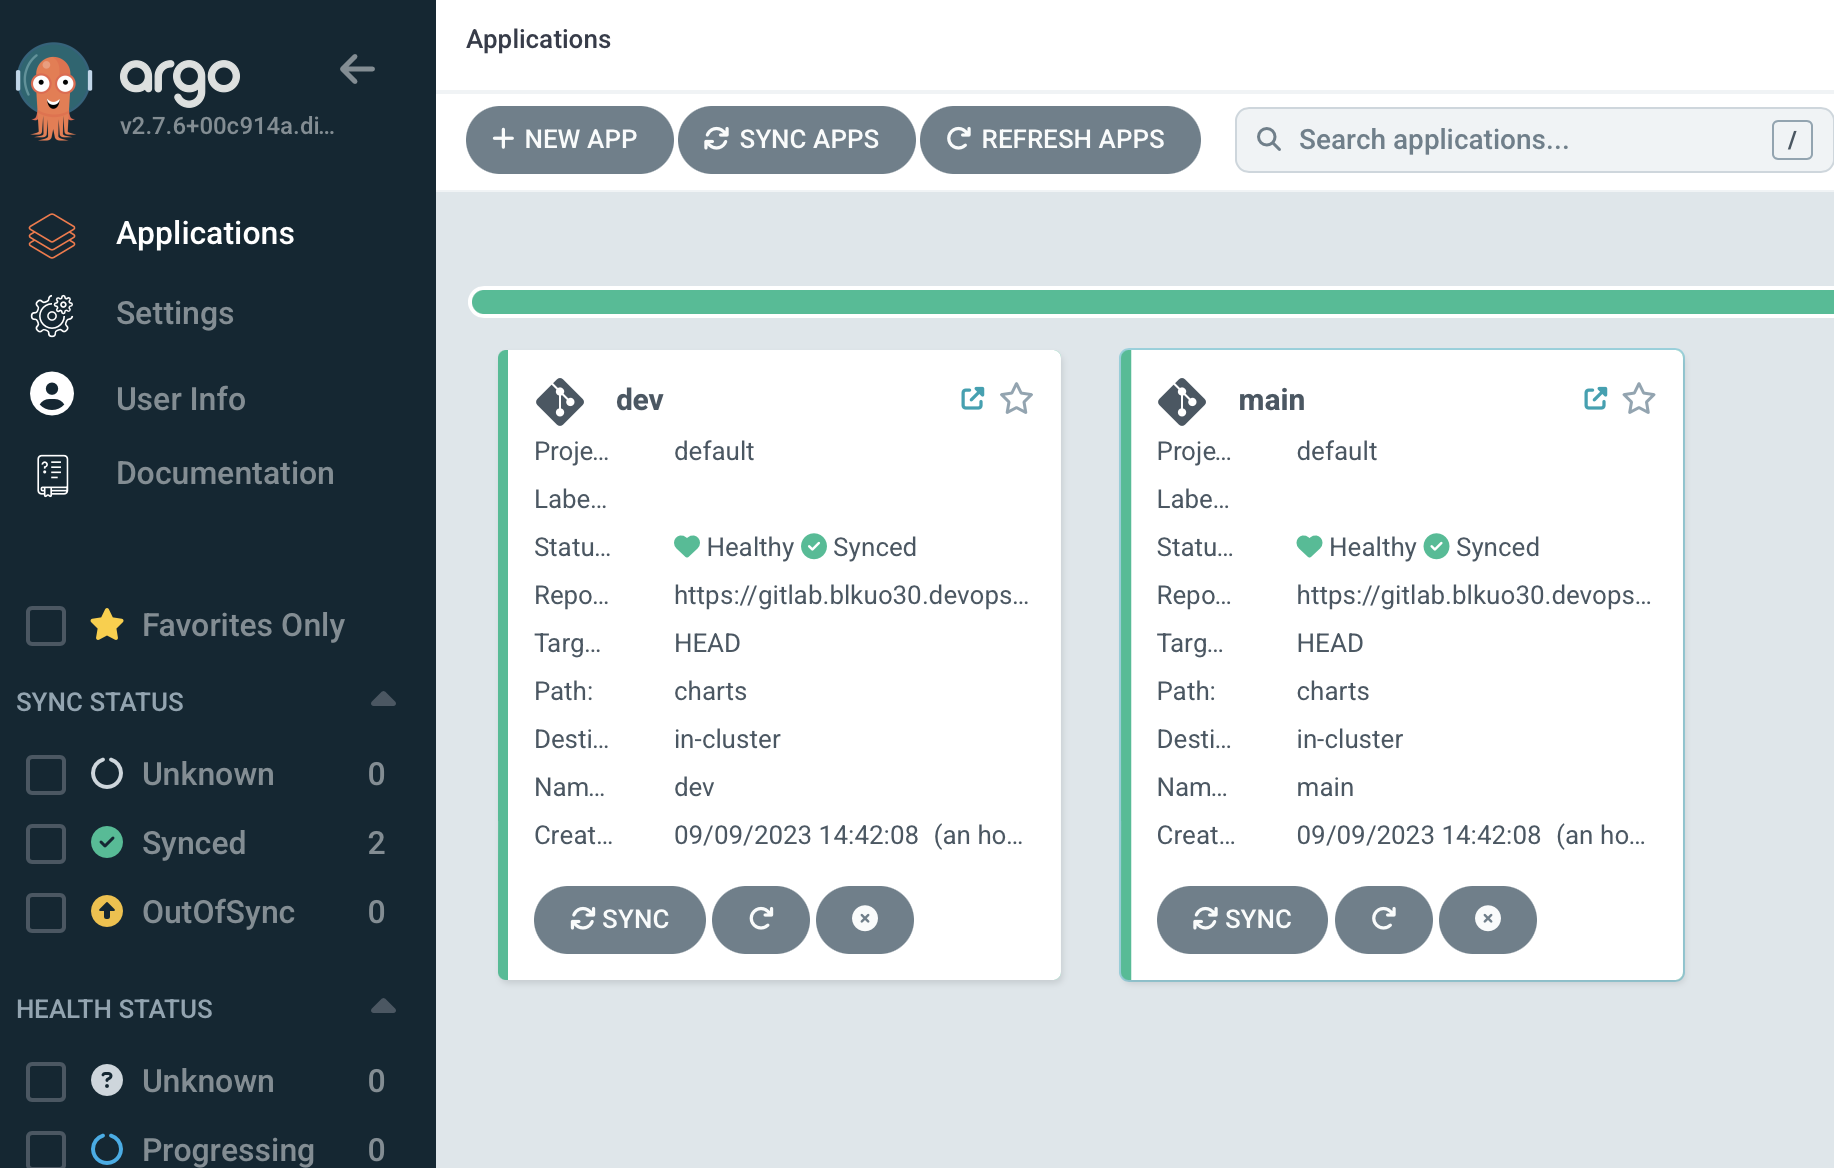 argo
v2.7.6+00c914a.di...
Applications
Settings
User Info
Documentation
Favorites Only
SYNC STATUS
Unknown 0
Synced 2
OutOfSync 0
HEALTH STATUS
Unknown 0
Progressing 0
Applications
NEW APP SYNC APPS REFRESH APPS Search applications... /
dev
Proje... default
Labe...
Statu... Healthy Synced
Repo... https://gitlab.blkuo30.devops...
Targ... HEAD
Path: charts
Desti... in-cluster
Nam... dev
Creat... 09/09/2023 14:42:08 (an ho...
SYNC
main
Proje... default
Labe...
Statu... Healthy Synced
Repo... https://gitlab.blkuo30.devops...
Targ... HEAD
Path: charts
Desti... in-cluster
Nam... main
Creat... 09/09/2023 14:42:08 (an ho...
SYNC